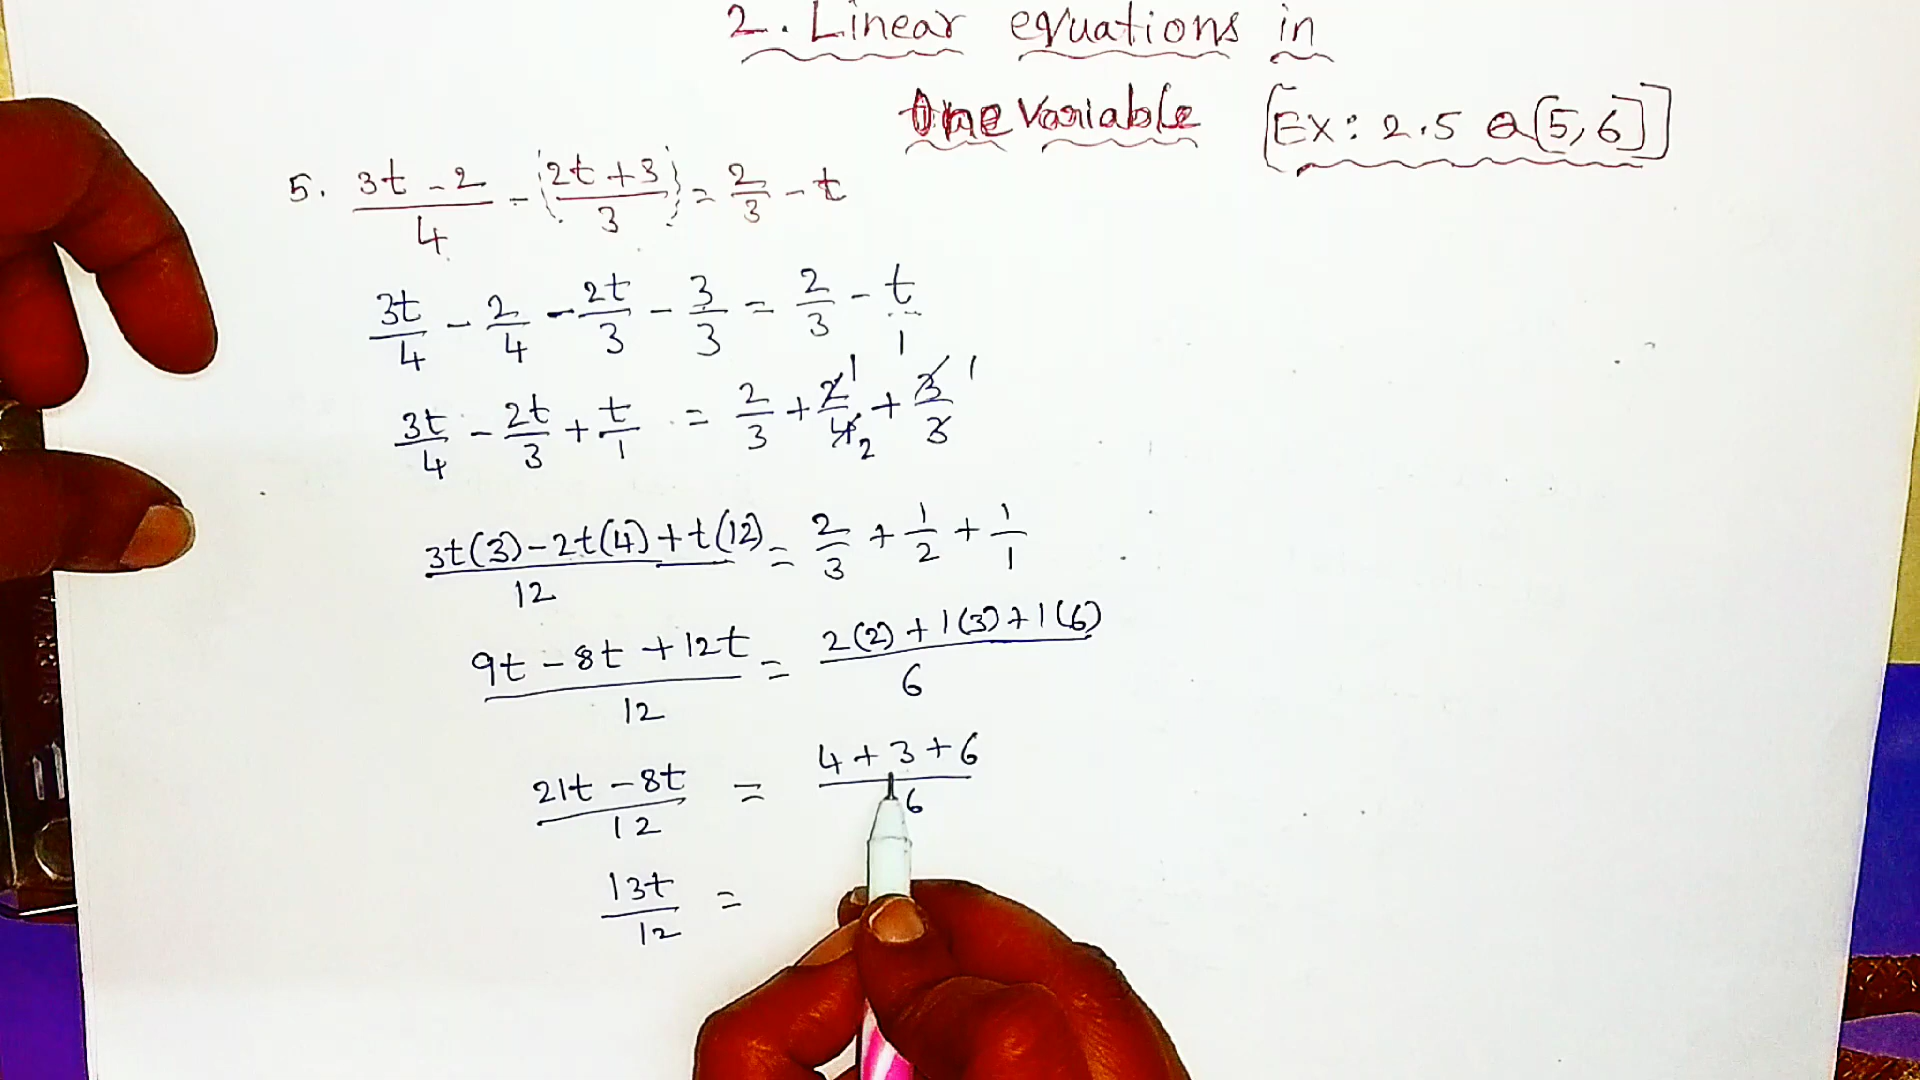 2. Linear equations in
One Variable [Ex: 2.5 Q[5,6]]
5. (3t - 2)/4 - (2t + 3)/3 = 2/3 - t
3t/4 - 2/4 - 2t/3 - 3/3 = 2/3 - t/1
3t/4 - 2t/3 + t/1 = 2/3 + 2/4 1/2 + 3/3 1
(3t(3) - 2t(4) + t(12))/12 = 2/3 + 1/2 + 1/1
(9t - 8t + 12t)/12 = (2(2) + 1(3) + 1(6))/6
(21t - 8t)/12 = (4 + 3 + 6)/6
13t/12 =